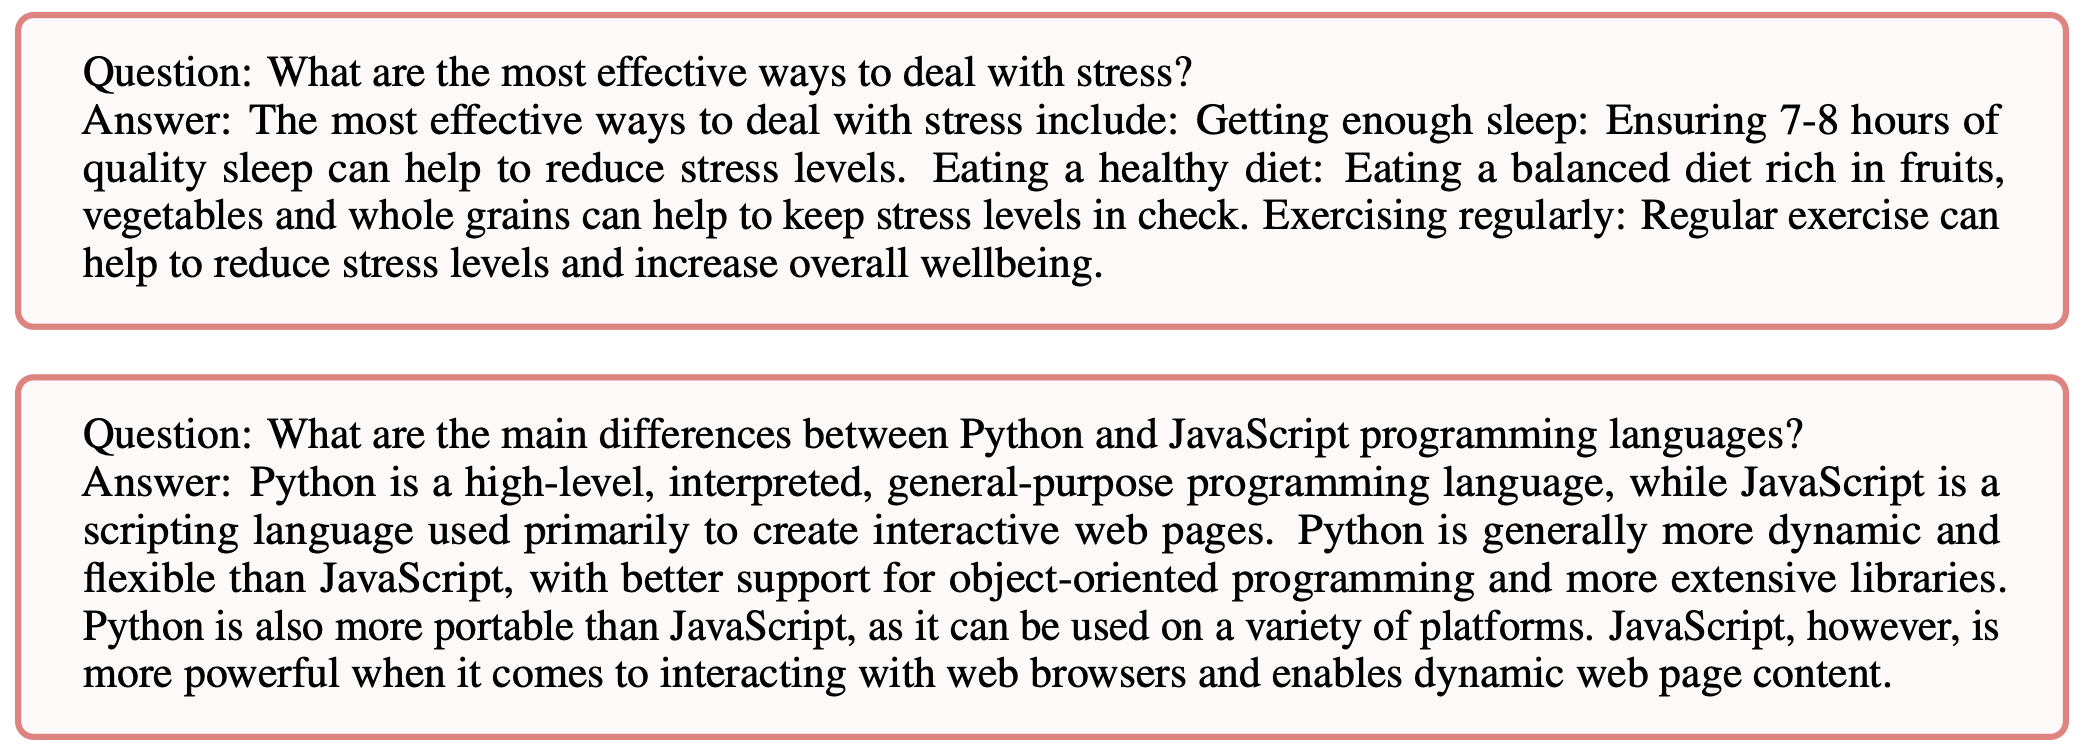 Question: What are the most effective ways to deal with stress?
Answer: The most effective ways to deal with stress include: Getting enough sleep: Ensuring 7-8 hours of
quality sleep can help to reduce stress levels. Eating a healthy diet: Eating a balanced diet rich in fruits,
vegetables and whole grains can help to keep stress levels in check. Exercising regularly: Regular exercise can
help to reduce stress levels and increase overall wellbeing.
Question: What are the main differences between Python and JavaScript programming languages?
Answer: Python is a high-level, interpreted, general-purpose programming language, while JavaScript is a
scripting language used primarily to create interactive web pages. Python is generally more dynamic and
flexible than JavaScript, with better support for object-oriented programming and more extensive libraries.
Python is also more portable than JavaScript, as it can be used on a variety of platforms. JavaScript, however, is
more powerful when it comes to interacting with web browsers and enables dynamic web page content.